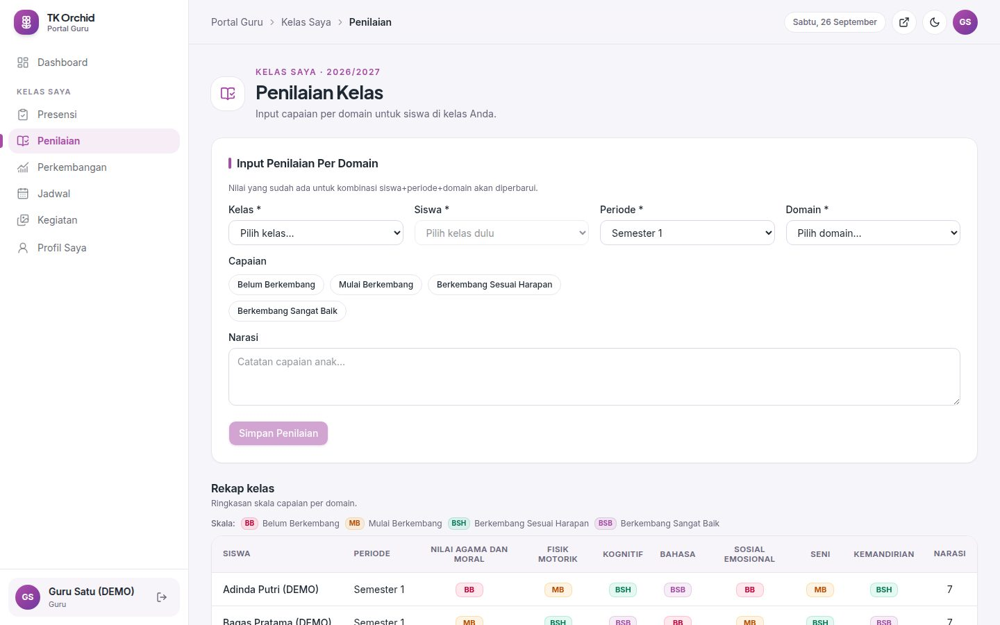 TK Orchid
Portal Guru
Dashboard
KELAS SAYA
Presensi
Penilaian
Perkembangan
Jadwal
Kegiatan
Profil Saya
GS
Guru Satu (DEMO)
Guru
Portal Guru > Kelas Saya > Penilaian
Sabtu, 26 September
GS
KELAS SAYA · 2026/2027
Penilaian Kelas
Input capaian per domain untuk siswa di kelas Anda.
Input Penilaian Per Domain
Nilai yang sudah ada untuk kombinasi siswa+periode+domain akan diperbarui.
Kelas * Siswa * Periode * Domain *
Pilih kelas... Pilih kelas dulu Semester 1 Pilih domain...
Capaian
Belum Berkembang Mulai Berkembang Berkembang Sesuai Harapan
Berkembang Sangat Baik
Narasi
Catatan capaian anak...
Simpan Penilaian
Rekap kelas
Ringkasan skala capaian per domain.
Skala: BB Belum Berkembang MB Mulai Berkembang BSH Berkembang Sesuai Harapan BSB Berkembang Sangat Baik
SISWA PERIODE NILAI AGAMA DAN MORAL FISIK MOTORIK KOGNITIF BAHASA SOSIAL EMOSIONAL SENI KEMANDIRIAN NARASI
Adinda Putri (DEMO) Semester 1 BB MB BSH BSB BB MB BSH 7
Bagas Pratama (DEMO) Semester 1 MB BSH BSB BB MB BSH BSB 7